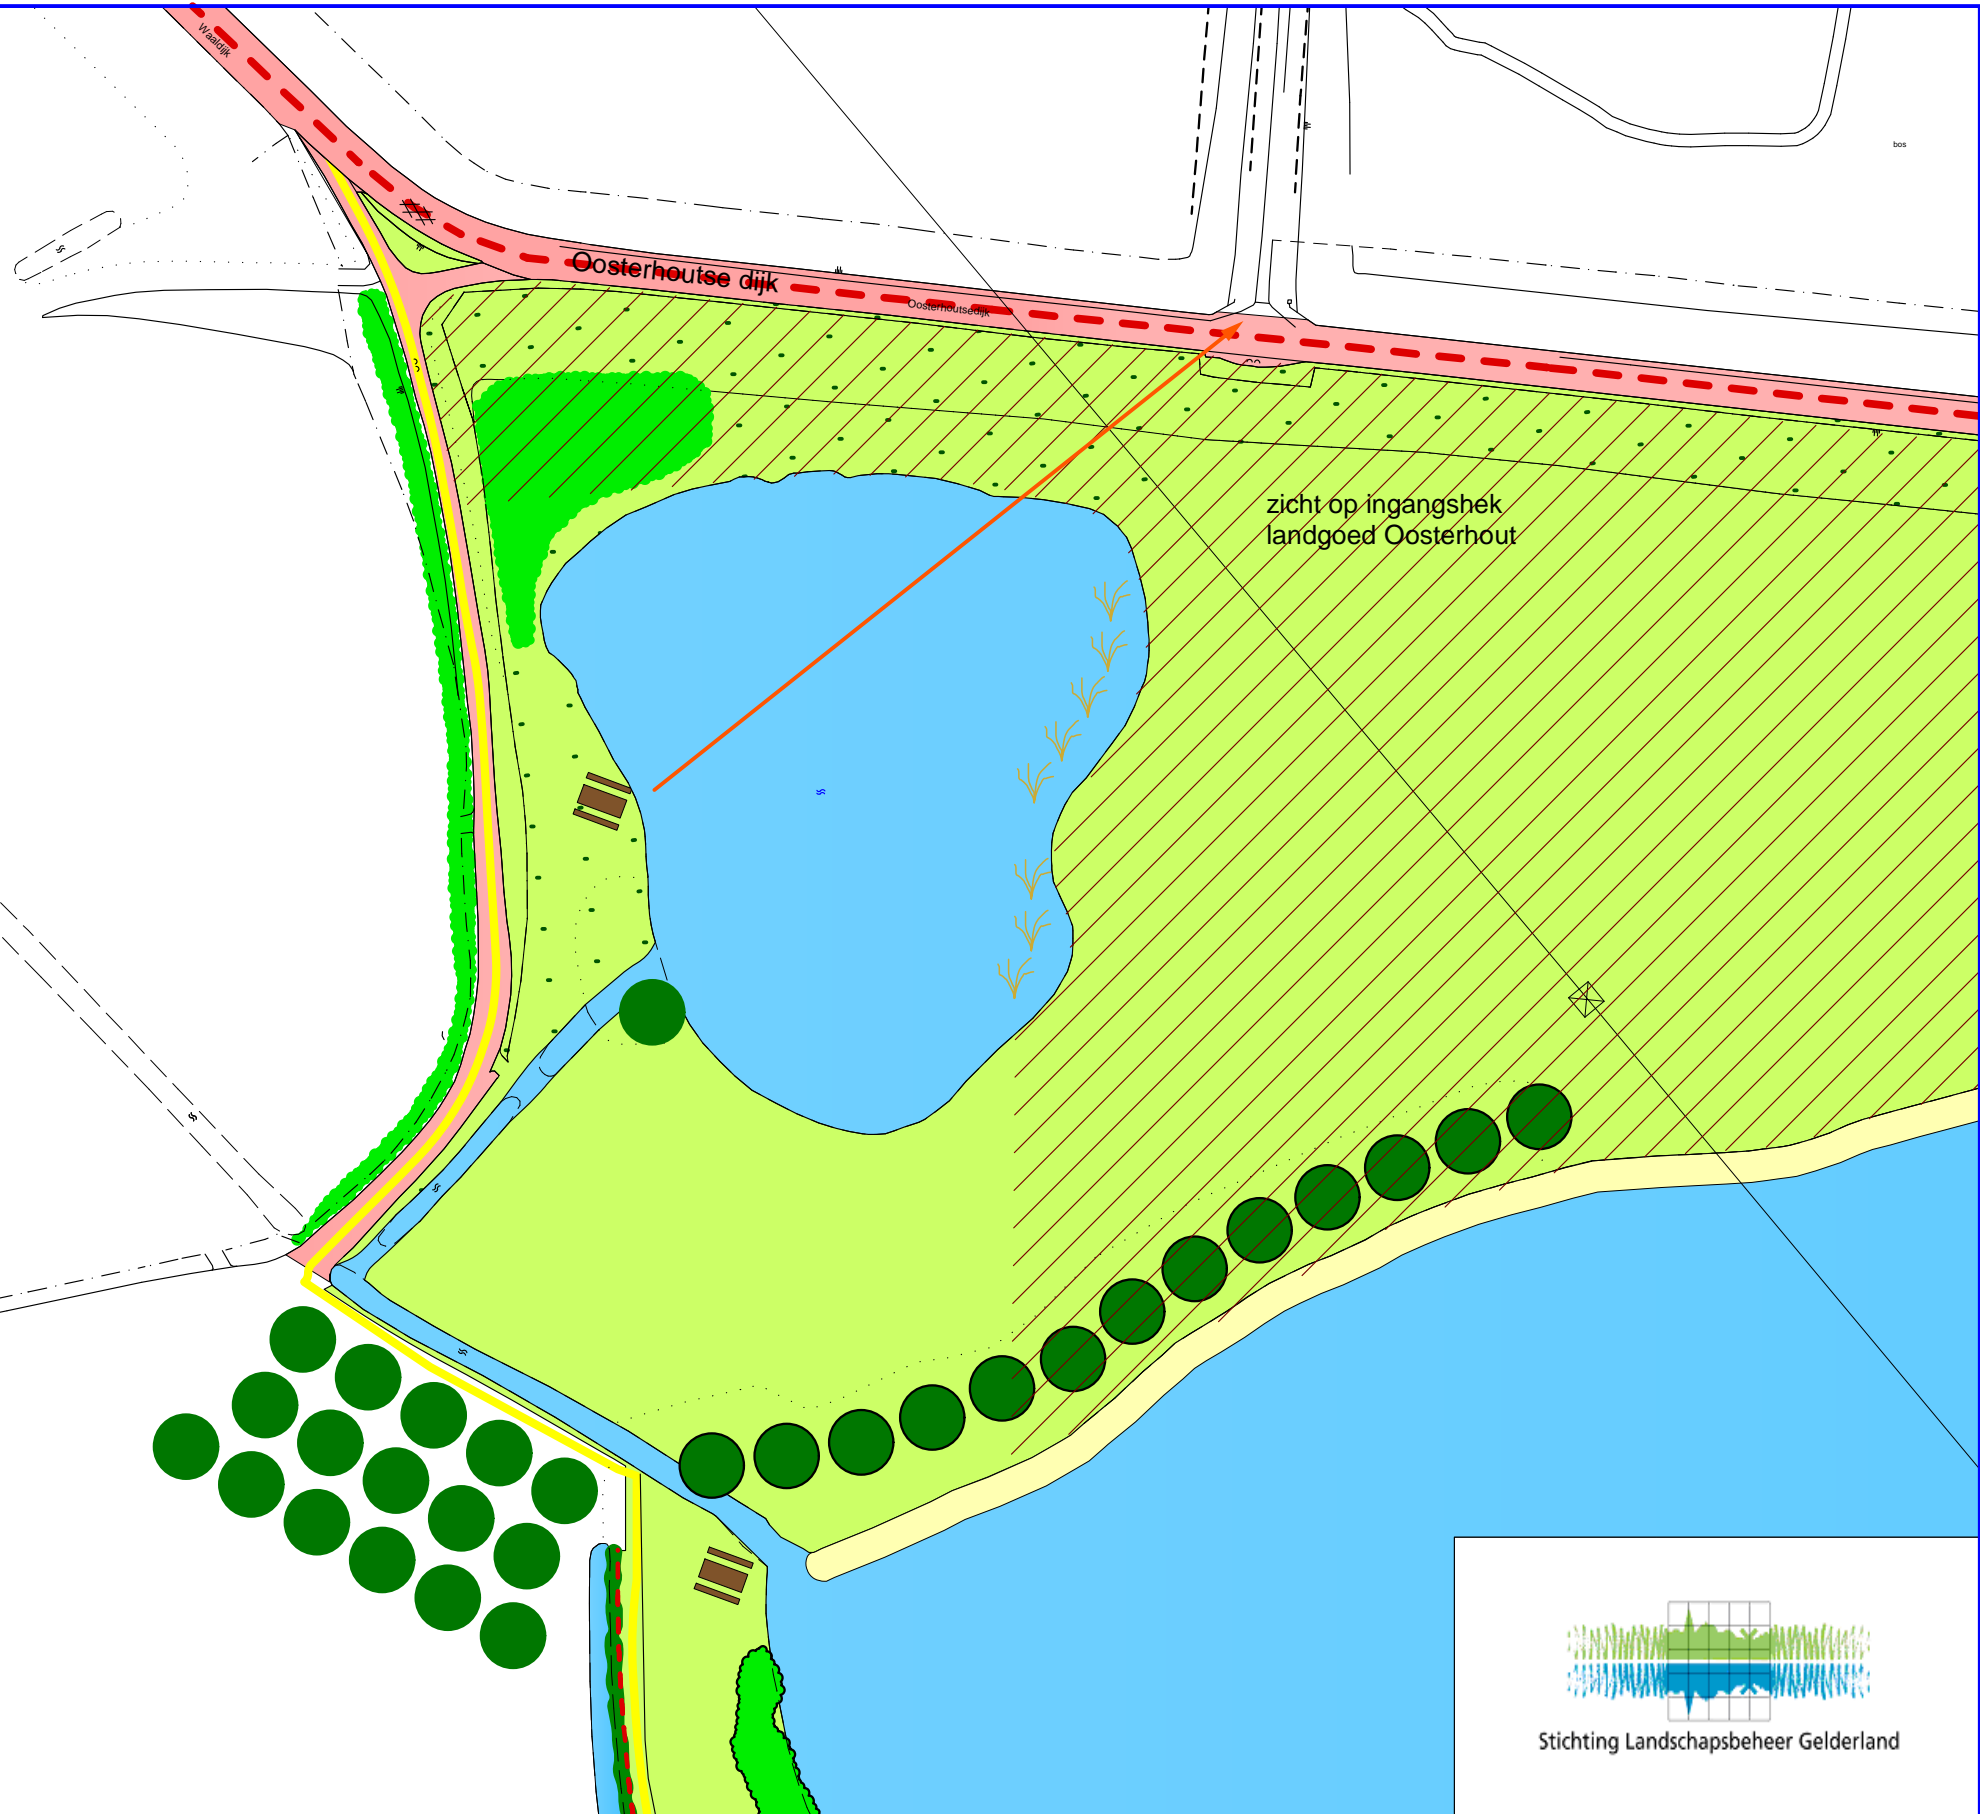 Waaldijk
bos
Oosterhoutse dijk
Oosterhoutsedijk
zicht op ingangshek
landgoed Oosterhout
Stichting Landschapsbeheer Gelderland